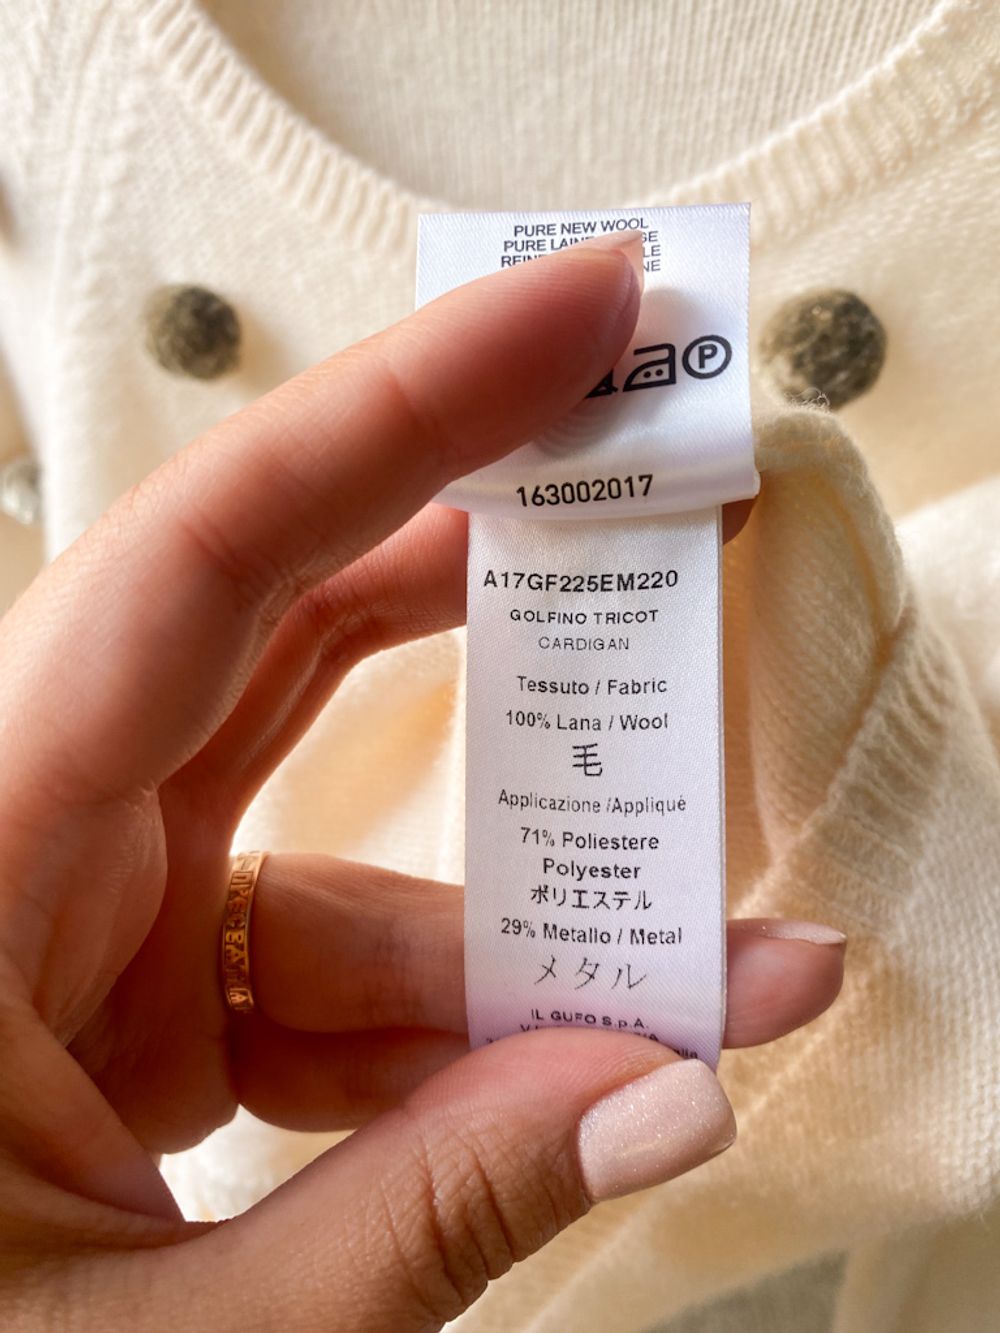 PURE NEW WOOL
PURE
163002017
A17GF225EM220
GOLFINO TRICOT
CARDIGAN
Tessuto / Fabric
100% Lana / Wool
毛
Applicazione /Appliqué
71% Poliestere
Polyester
ポリエステル
29% Metallo / Metal
メタル
IL GUFO S.p.A.